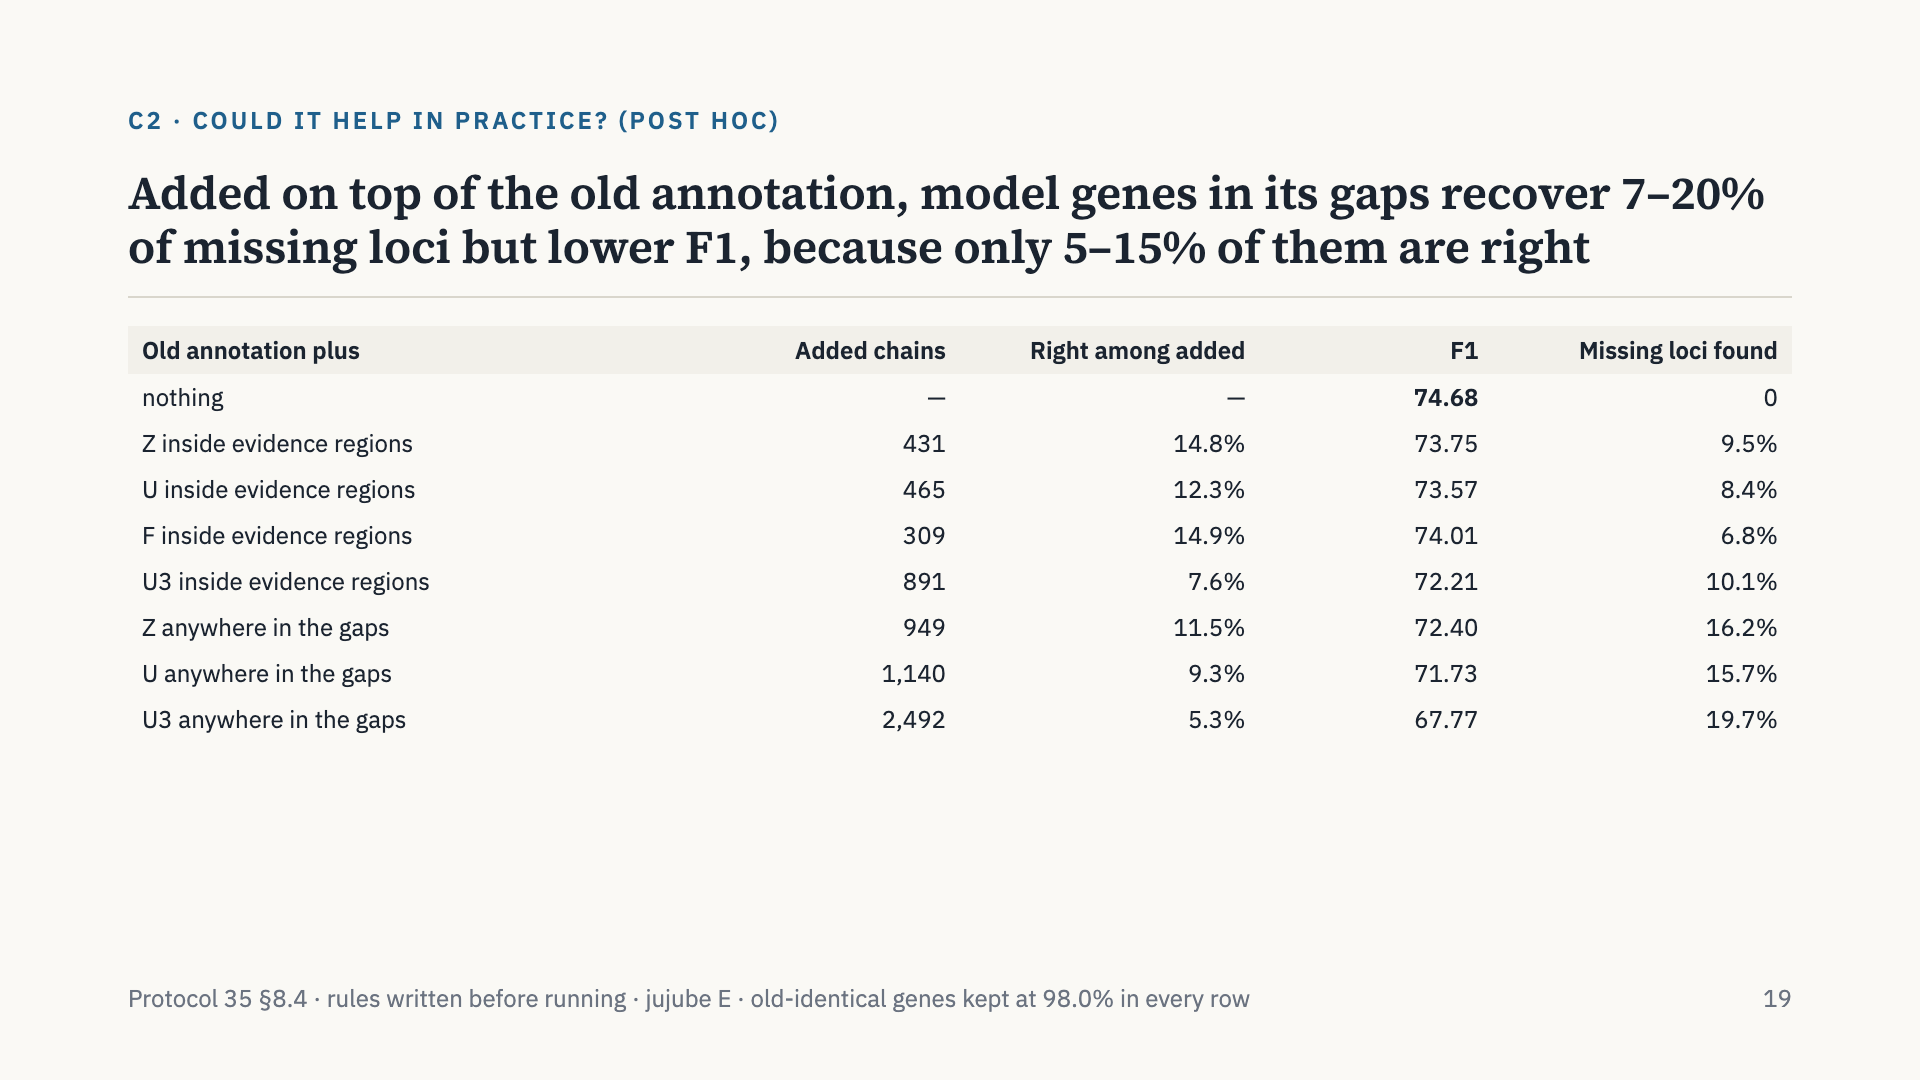 C2 · COULD IT HELP IN PRACTICE? (POST HOC)
Added on top of the old annotation, model genes in its gaps recover 7–20%
of missing loci but lower F1, because only 5–15% of them are right
Old annotation plus Added chains Right among added F1 Missing loci found
nothing — — 74.68 0
Z inside evidence regions 431 14.8% 73.75 9.5%
U inside evidence regions 465 12.3% 73.57 8.4%
F inside evidence regions 309 14.9% 74.01 6.8%
U3 inside evidence regions 891 7.6% 72.21 10.1%
Z anywhere in the gaps 949 11.5% 72.40 16.2%
U anywhere in the gaps 1,140 9.3% 71.73 15.7%
U3 anywhere in the gaps 2,492 5.3% 67.77 19.7%
Protocol 35 §8.4 · rules written before running · jujube E · old-identical genes kept at 98.0% in every row 19